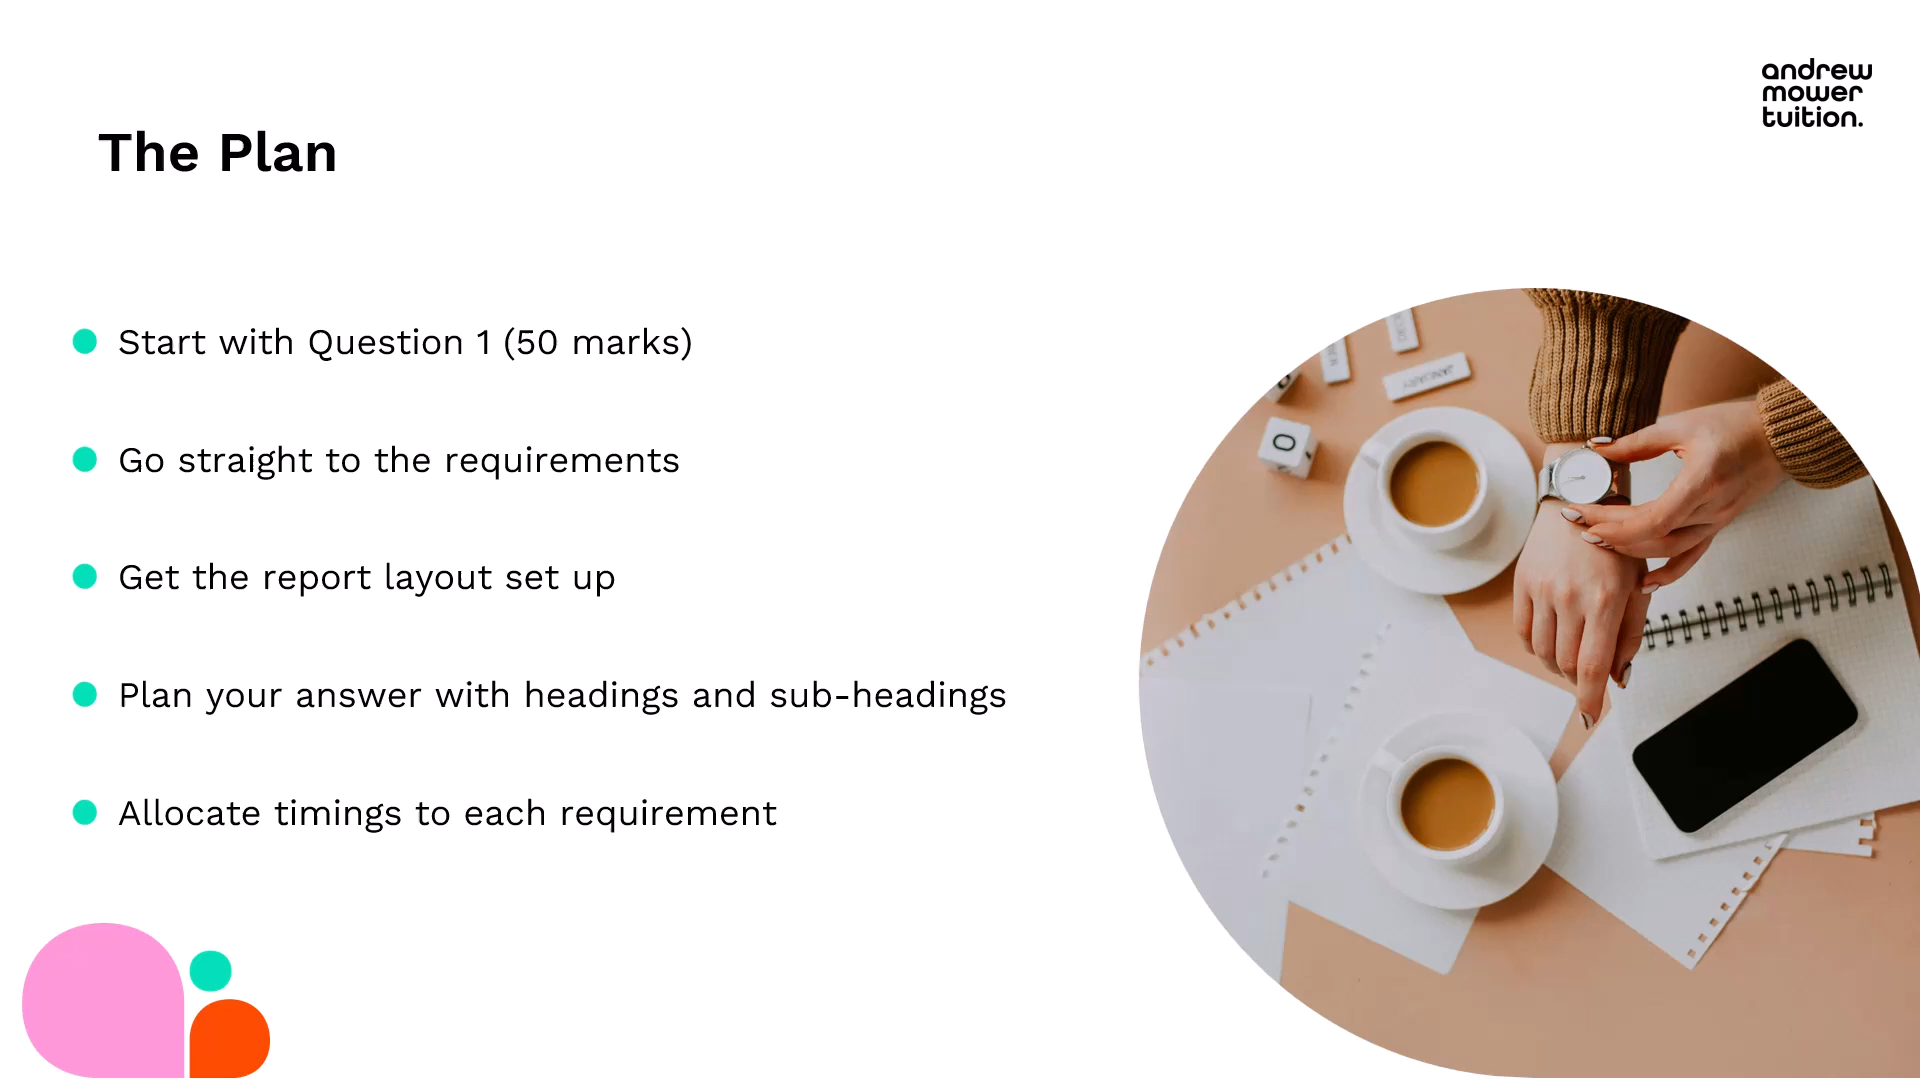 andrew
mower
tuition.
The Plan
Start with Question 1 (50 marks)
Go straight to the requirements
Get the report layout set up
Plan your answer with headings and sub-headings
Allocate timings to each requirement
JANUARY
O